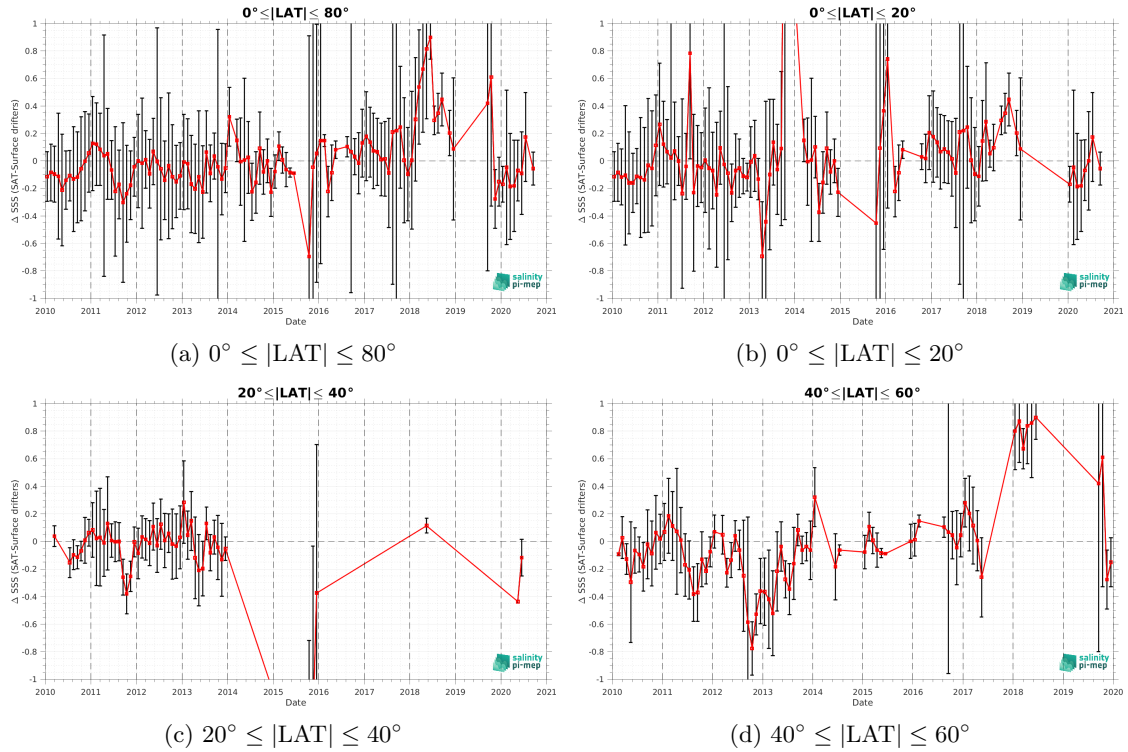 0°≤|LAT|≤ 80°
Δ SSS (SAT-Surface drifters)
1
0.8
0.6
0.4
0.2
0
-0.2
-0.4
-0.6
-0.8
-1
2010 2011 2012 2013 2014 2015 2016 2017 2018 2019 2020 2021
Date
salinity
pi-mep
(a) 0° ≤ |LAT| ≤ 80°
0°≤|LAT|≤ 20°
Δ SSS (SAT-Surface drifters)
1
0.8
0.6
0.4
0.2
0
-0.2
-0.4
-0.6
-0.8
-1
2010 2011 2012 2013 2014 2015 2016 2017 2018 2019 2020 2021
Date
salinity
pi-mep
(b) 0° ≤ |LAT| ≤ 20°
20°≤|LAT|≤ 40°
Δ SSS (SAT-Surface drifters)
1
0.8
0.6
0.4
0.2
0
-0.2
-0.4
-0.6
-0.8
-1
2010 2011 2012 2013 2014 2015 2016 2017 2018 2019 2020 2021
Date
salinity
pi-mep
(c) 20° ≤ |LAT| ≤ 40°
40°≤|LAT|≤ 60°
Δ SSS (SAT-Surface drifters)
1
0.8
0.6
0.4
0.2
0
-0.2
-0.4
-0.6
-0.8
-1
2010 2011 2012 2013 2014 2015 2016 2017 2018 2019 2020
Date
salinity
pi-mep
(d) 40° ≤ |LAT| ≤ 60°